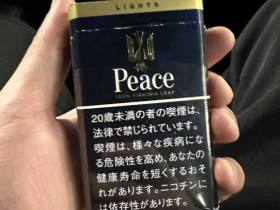 LIGHTS
THE
Peace
100% VIRGINIA LEAF
20歳未満の者の喫煙は、
法律で禁じられています。
喫煙は、様々な疾病にな
る危険性を高め、あなたの
健康寿命を短くするおそ
れがあります。ニコチンに
は依存性があります。